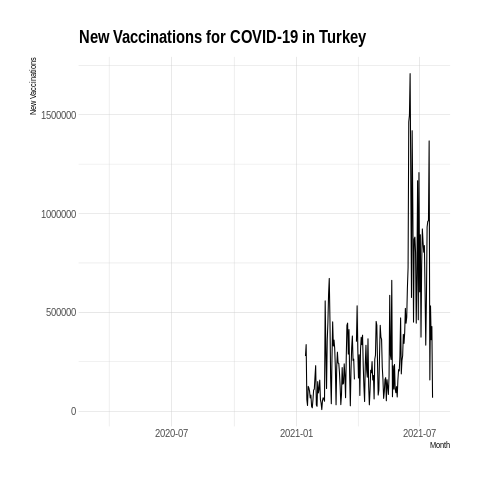 New Vaccinations for COVID-19 in Turkey
New Vaccinations
1500000
1000000
500000
0
2020-07
2021-01
2021-07
Month